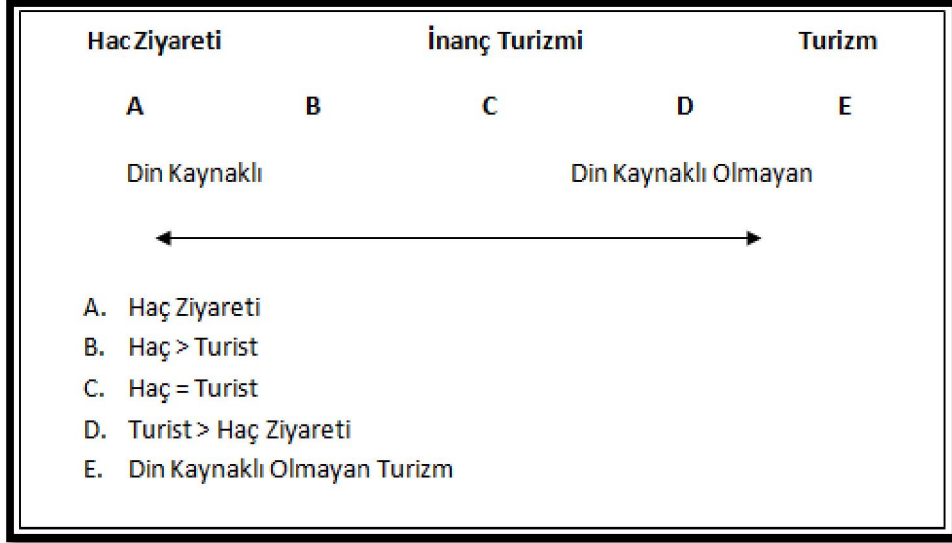 Hac Ziyareti İnanç Turizmi Turizm
A B C D E
Din Kaynaklı Din Kaynaklı Olmayan
A. Haç Ziyareti
B. Haç > Turist
C. Haç = Turist
D. Turist > Haç Ziyareti
E. Din Kaynaklı Olmayan Turizm